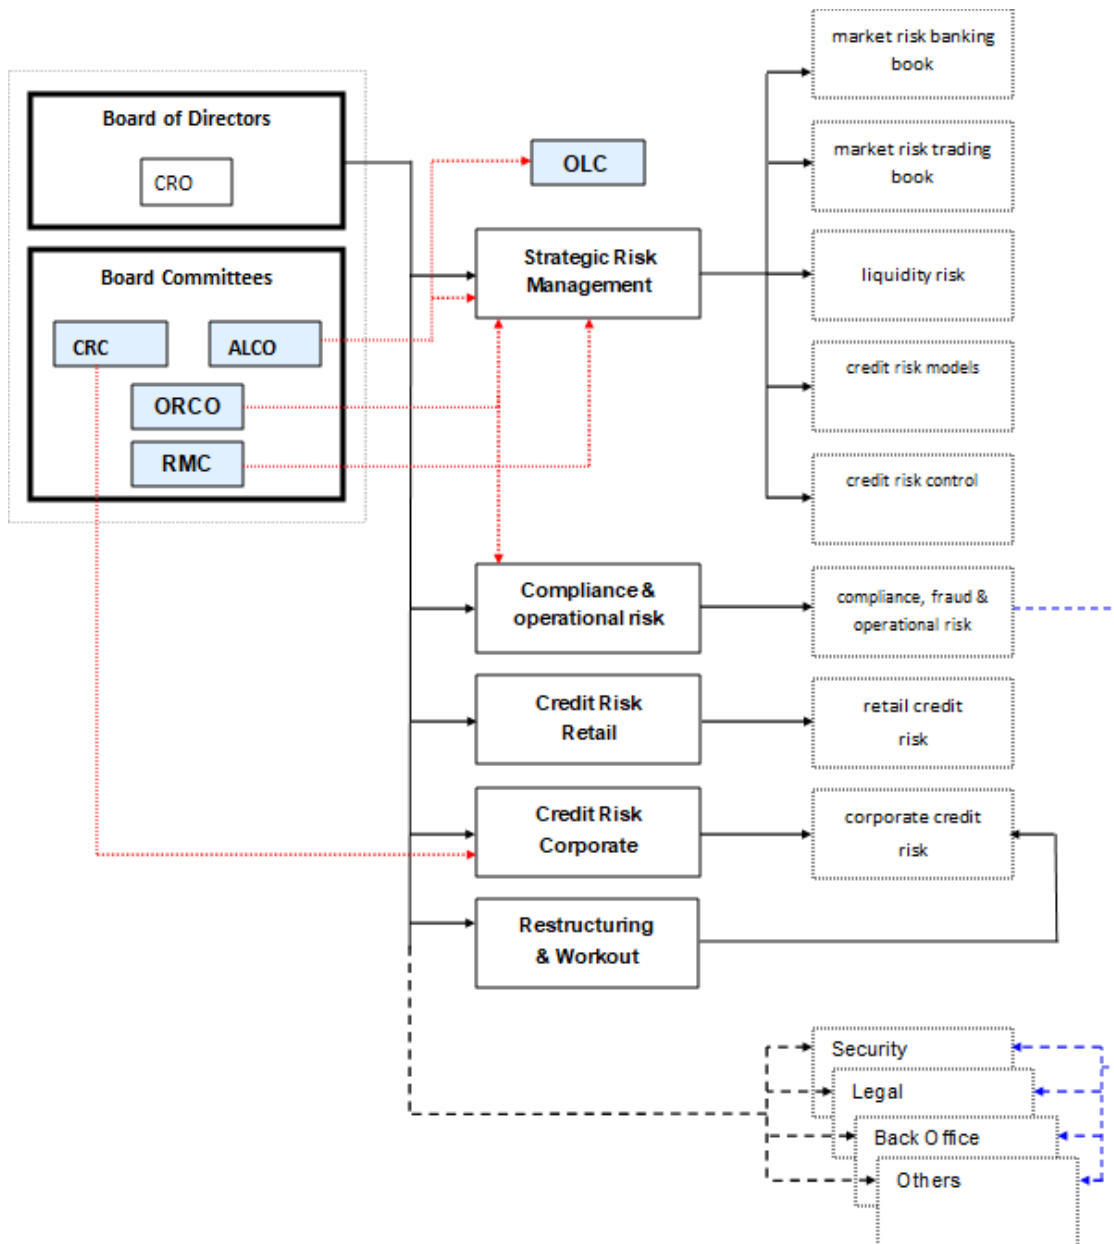 Board of Directors
CRO
Board Committees
CRC
ALCO
ORCO
RMC
OLC
Strategic Risk
Management
Compliance &
operational risk
Credit Risk
Retail
Credit Risk
Corporate
Restructuring
& Workout
market risk banking
book
market risk trading
book
liquidity risk
credit risk models
credit risk control
compliance, fraud &
operational risk
retail credit
risk
corporate credit
risk
Security
Legal
Back Office
Others